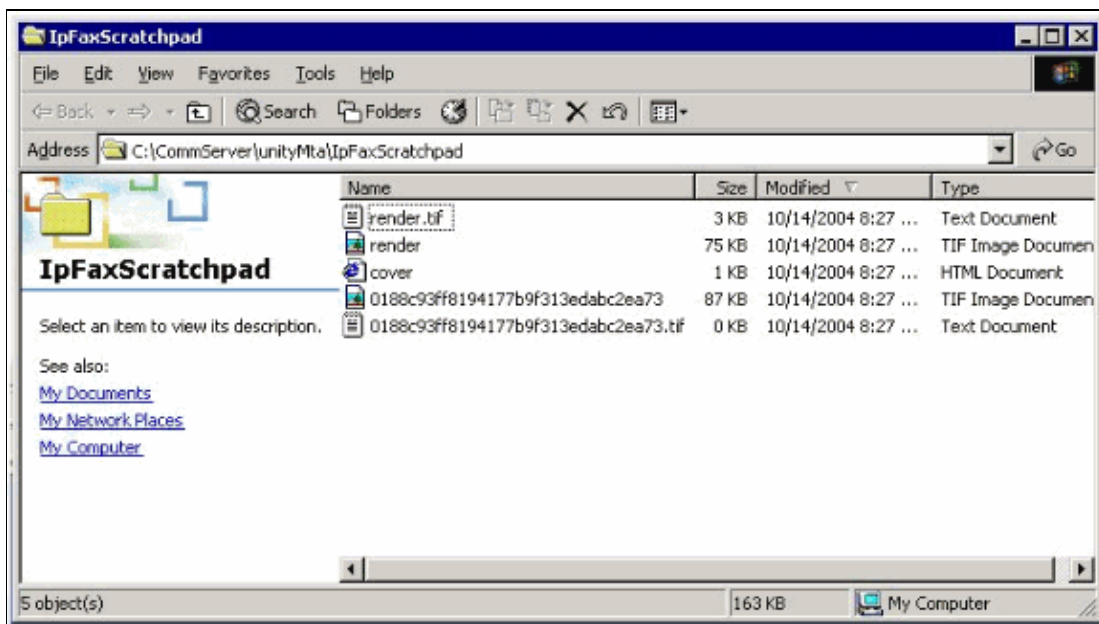 IpFaxScratchpad
File Edit View Favorites Tools Help
Back Search Folders
Address C:\CommServer\unityMta\IpFaxScratchpad Go
Name Size Modified Type
render.tif 3 KB 10/14/2004 8:27 ... Text Document
render 75 KB 10/14/2004 8:27 ... TIF Image Documen
cover 1 KB 10/14/2004 8:27 ... HTML Document
0188c93ff8194177b9f313edabc2ea73 87 KB 10/14/2004 8:27 ... TIF Image Documen
0188c93ff8194177b9f313edabc2ea73.tif 0 KB 10/14/2004 8:27 ... Text Document
IpFaxScratchpad
Select an item to view its description.
See also:
My Documents
My Network Places
My Computer
5 object(s) 163 KB My Computer